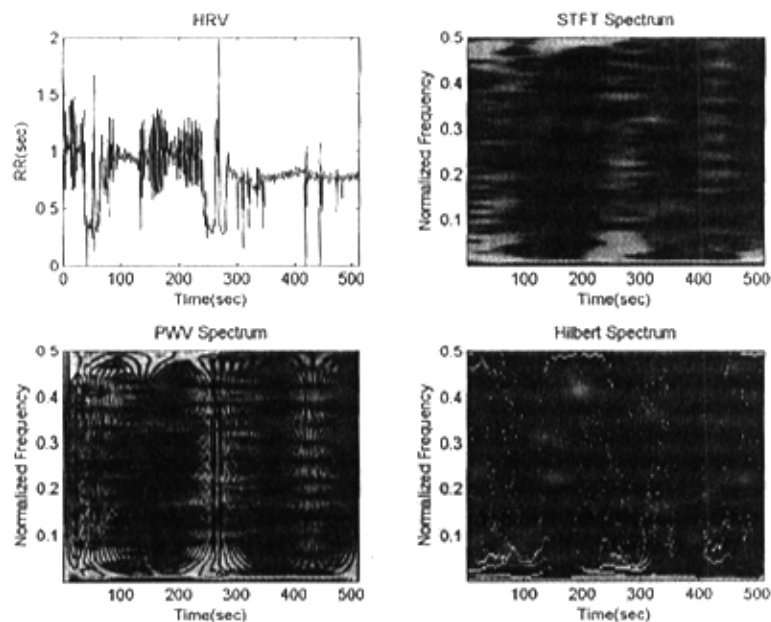 HRV
RR(sec)
2
1.5
1
0.5
0
0 100 200 300 400 500
Time(sec)
STFT Spectrum
Normalized Frequency
0.5
0.4
0.3
0.2
0.1
100 200 300 400 500
Time(sec)
PWV Spectrum
Normalized Frequency
0.5
0.4
0.3
0.2
0.1
100 200 300 400 500
Time(sec)
Hilbert Spectrum
Normalized Frequency
0.5
0.4
0.3
0.2
0.1
100 200 300 400 500
Time(sec)